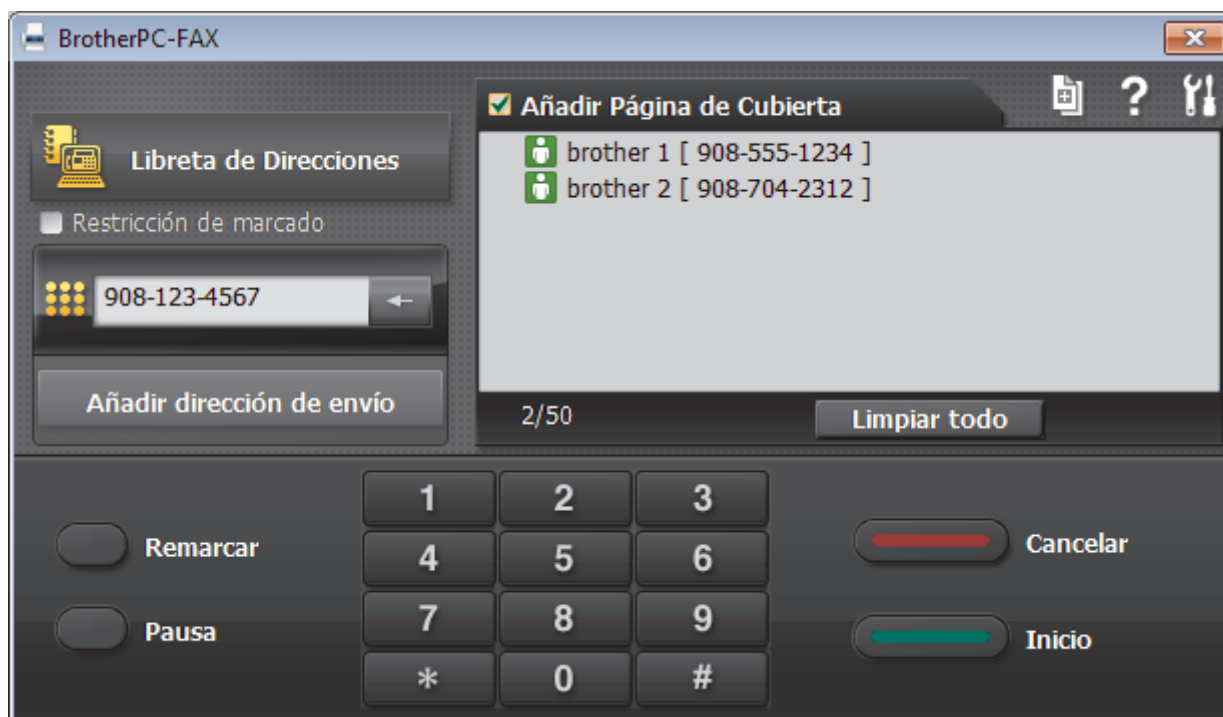 BrotherPC-FAX
Libreta de Direcciones
Restricción de marcado
908-123-4567
Añadir dirección de envío
Añadir Página de Cubierta
?
brother 1 [ 908-555-1234 ]
brother 2 [ 908-704-2312 ]
2/50
Limpiar todo
Remarcar
Pausa
1 2 3
4 5 6
7 8 9
* 0 #
Cancelar
Inicio